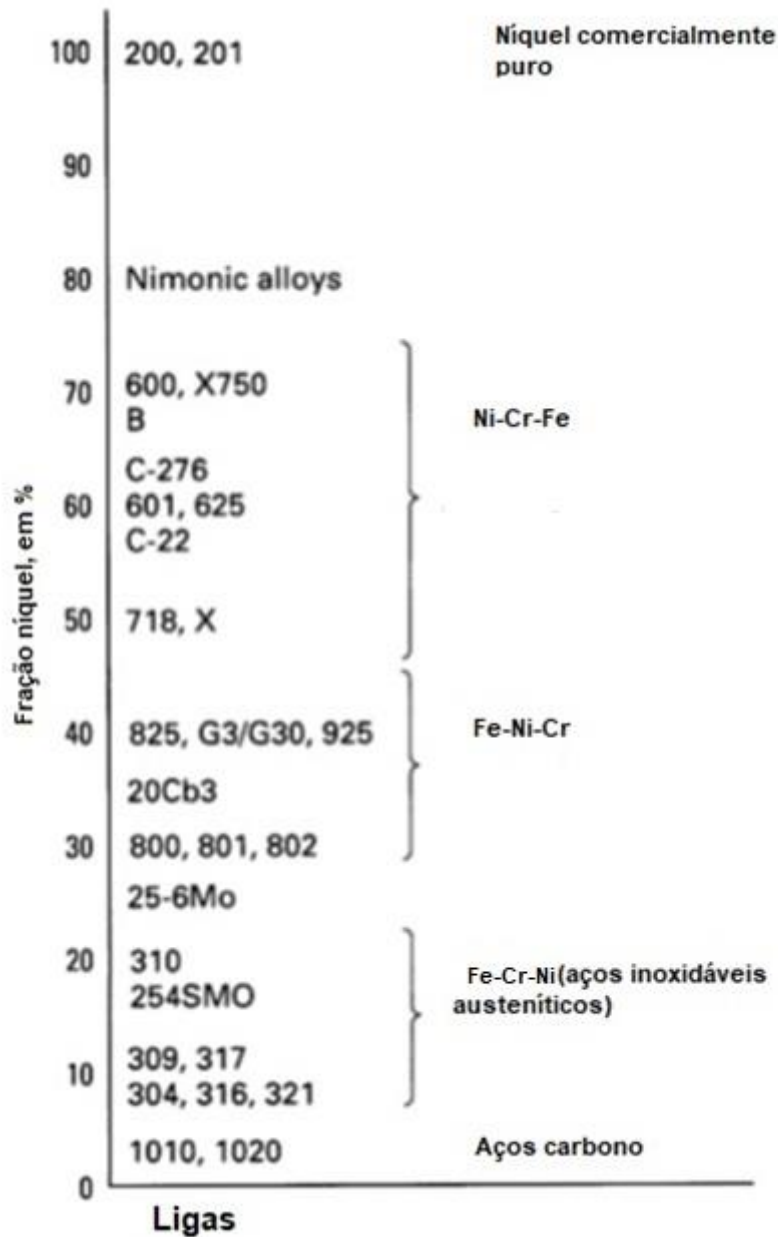 100 200, 201 Níquel comercialmente
puro
90
80 Nimonic alloys
70 600, X750
B
Ni-Cr-Fe
C-276
60 601, 625
C-22
50 718, X
40 825, G3/G30, 925 Fe-Ni-Cr
20Cb3
30 800, 801, 802
25-6Mo
20 310
Fe-Cr-Ni(aços inoxidáveis
254SMO
austeníticos)
10 309, 317
304, 316, 321
1010, 1020 Aços carbono
0
Ligas
Fração níquel, em %